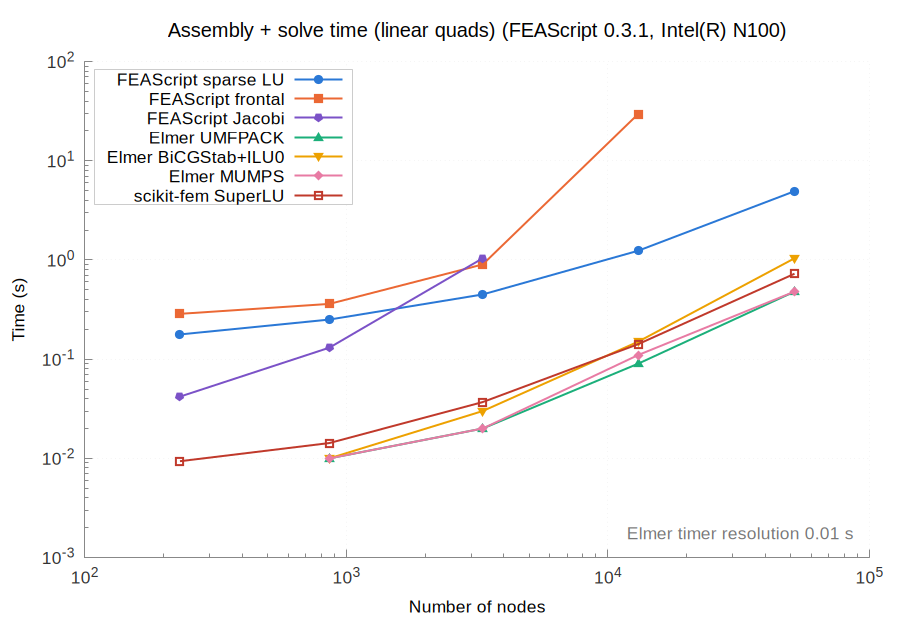 Assembly + solve time (linear quads) (FEAScript 0.3.1, Intel(R) N100)
FEAScript sparse LU
FEAScript frontal
FEAScript Jacobi
Elmer UMFPACK
Elmer BiCGStab+ILU0
Elmer MUMPS
scikit-fem SuperLU
Time (s)
10^2
10^1
10^0
10^-1
10^-2
10^-3
Elmer timer resolution 0.01 s
10^2 10^3 10^4 10^5
Number of nodes